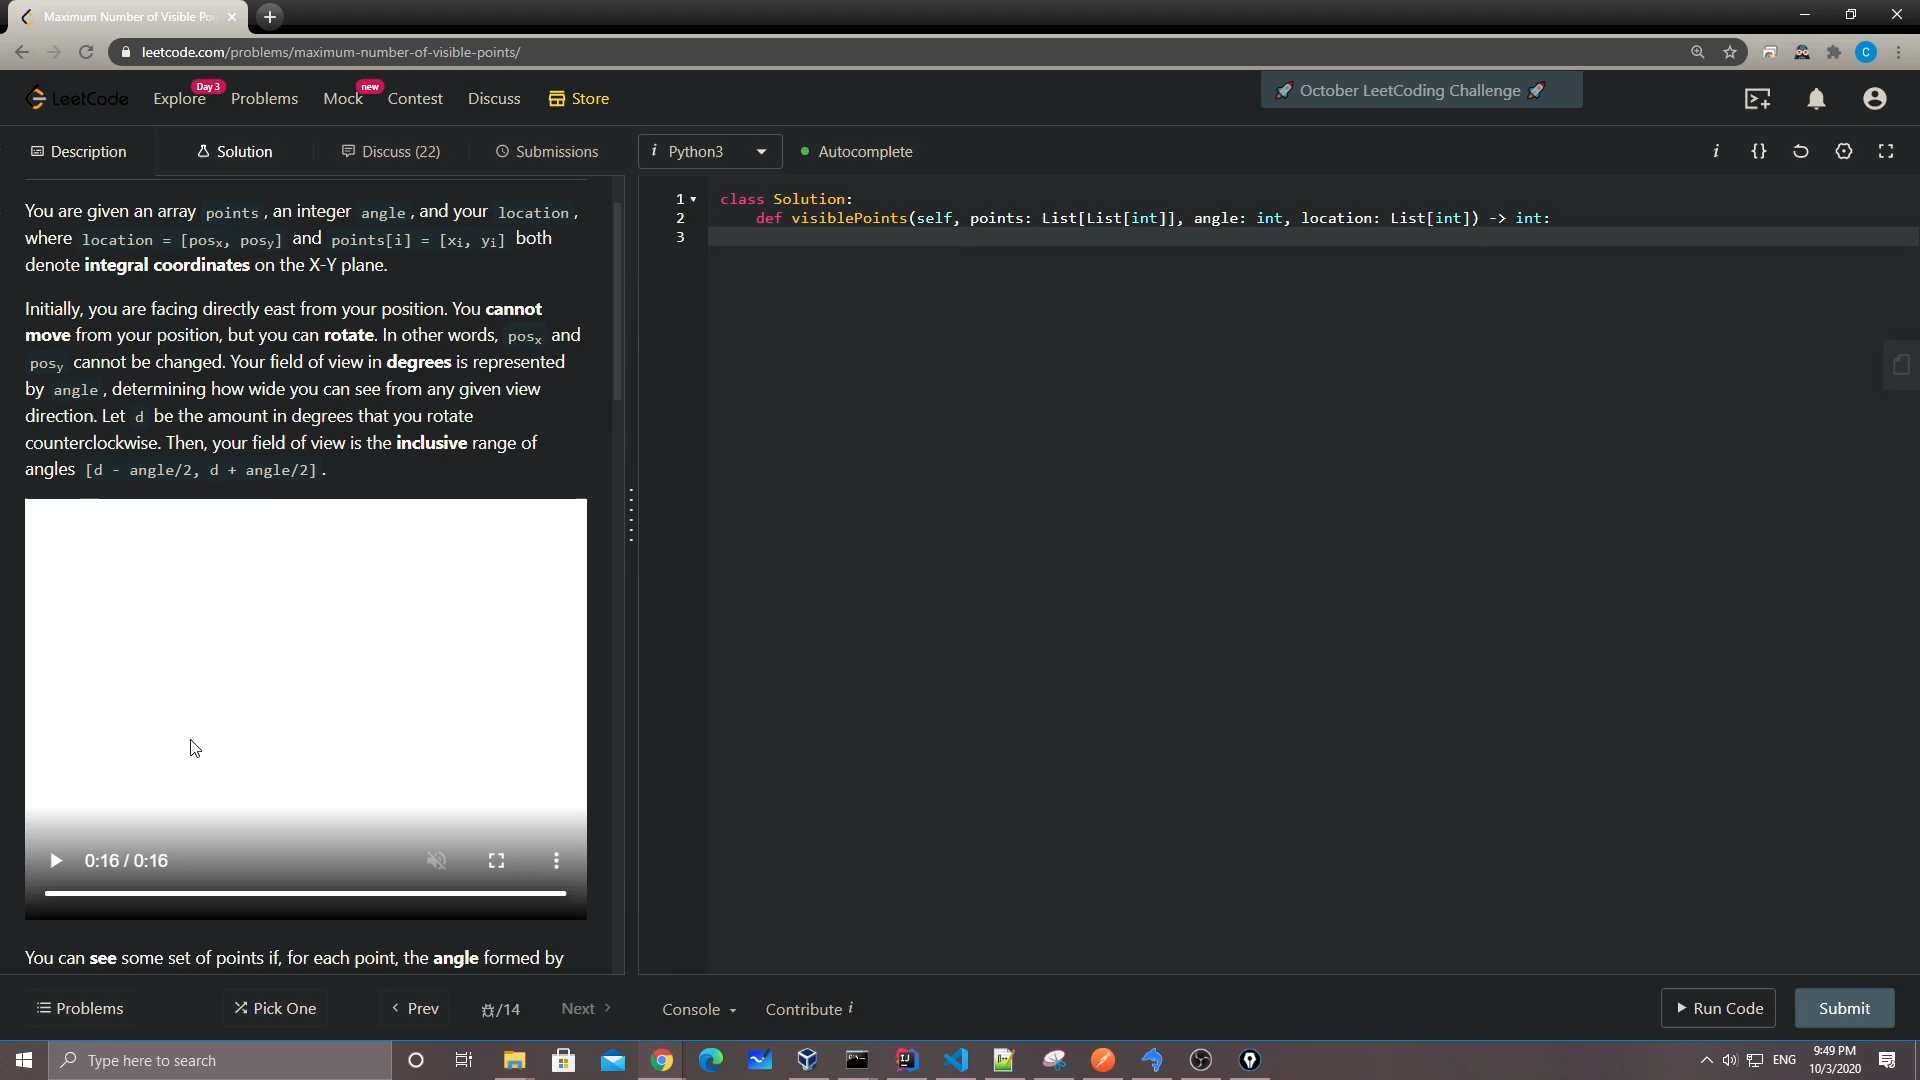 Maximum Number of Visible Po
leetcode.com/problems/maximum-number-of-visible-points/
C
LeetCode
Explore
Day 3
Problems
Mock
new
Contest
Discuss
Store
🚀 October LeetCoding Challenge 🚀
Description
Solution
Discuss (22)
Submissions
i Python3
Autocomplete
i
{}
You are given an array points, an integer angle, and your location,
where location = [posx, posy] and points[i] = [xi, yi] both
denote integral coordinates on the X-Y plane.
Initially, you are facing directly east from your position. You cannot
move from your position, but you can rotate. In other words, posx and
posy cannot be changed. Your field of view in degrees is represented
by angle, determining how wide you can see from any given view
direction. Let d be the amount in degrees that you rotate
counterclockwise. Then, your field of view is the inclusive range of
angles [d - angle/2, d + angle/2].
0:16 / 0:16
You can see some set of points if, for each point, the angle formed by
1 class Solution:
2 def visiblePoints(self, points: List[List[int]], angle: int, location: List[int]) -> int:
3
Problems
Pick One
Prev
/14
Next
Console
Contribute i
Run Code
Submit
Type here to search
ENG
9:49 PM
10/3/2020